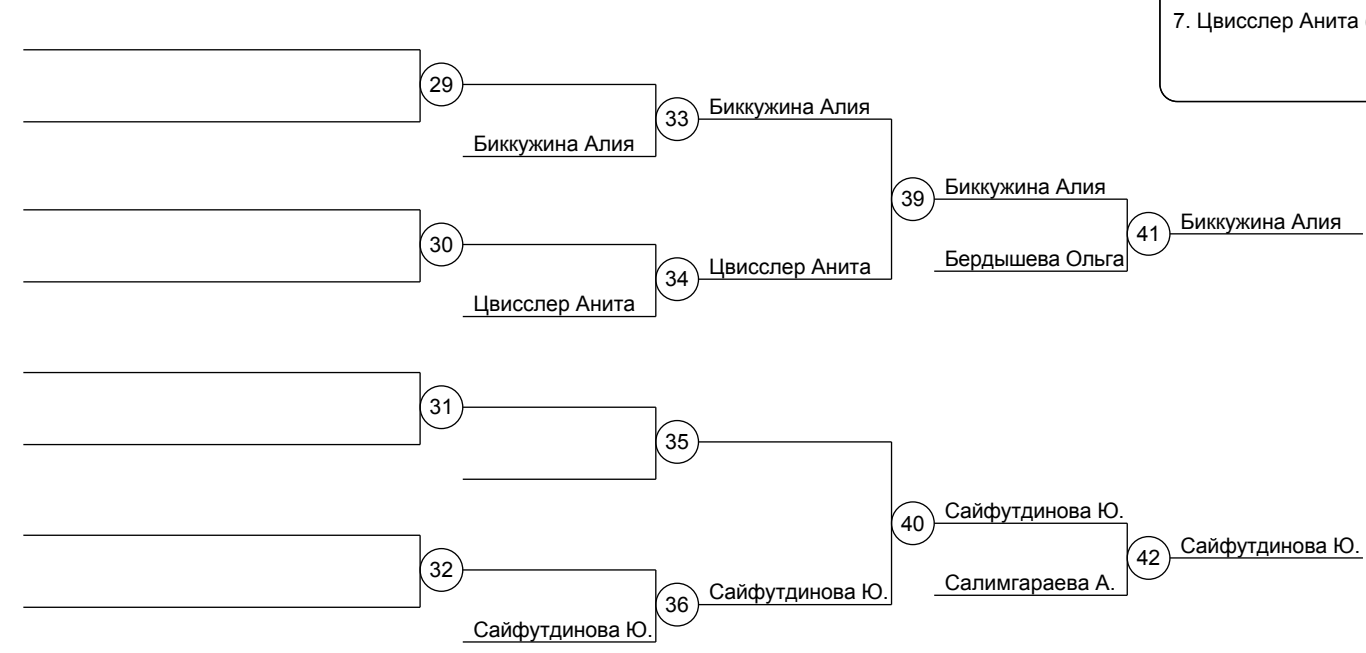 7. Цвисслер Анита
29
33 Биккужина Алия
Биккужина Алия
39 Биккужина Алия
41 Биккужина Алия
30
Бердышева Ольга
34 Цвисслер Анита
Цвисслер Анита
31
35
40 Сайфутдинова Ю.
42 Сайфутдинова Ю.
32
Салимгараева А.
36 Сайфутдинова Ю.
Сайфутдинова Ю.